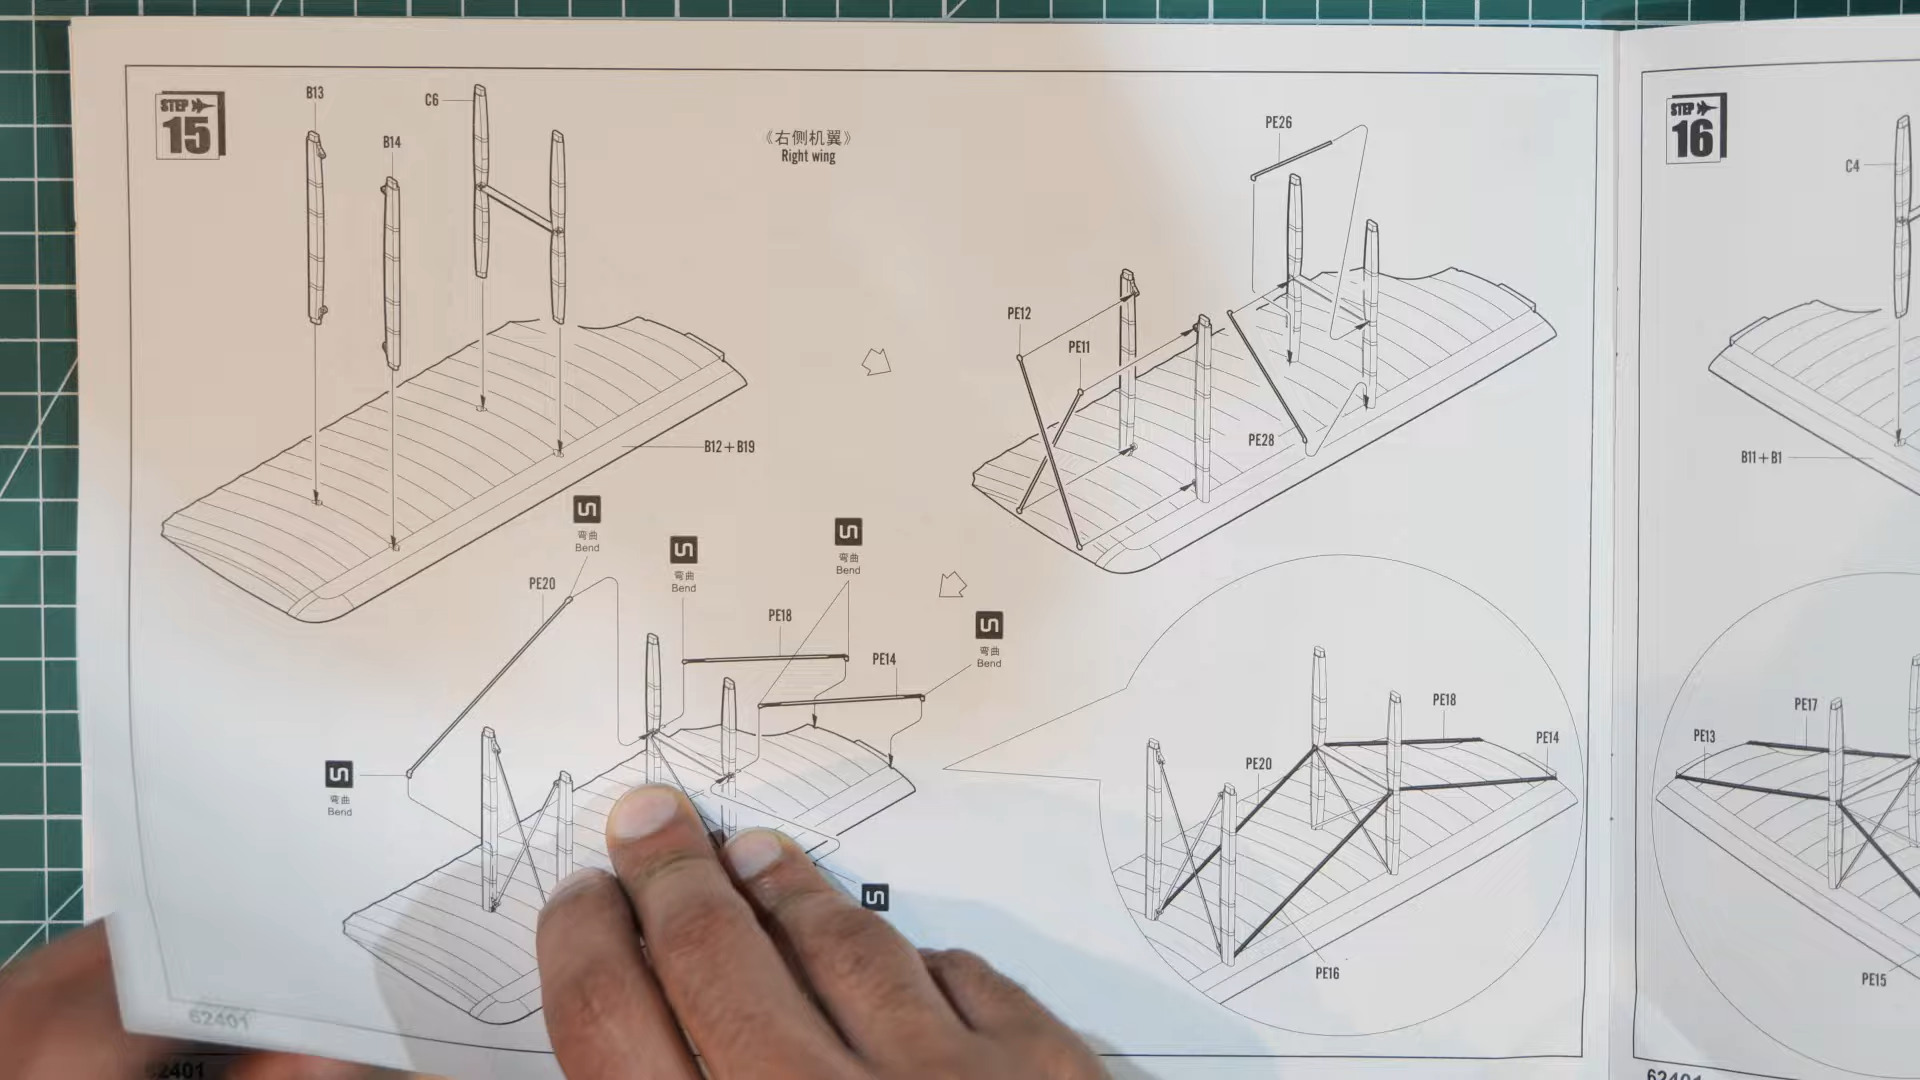 STEP
15
B13
B14
C6
《右侧机翼》
Right wing
B12+B19
PE26
PE12
PE11
PE28
弯曲
Bend
弯曲
Bend
弯曲
Bend
弯曲
Bend
弯曲
Bend
PE20
PE18
PE14
PE18
PE14
PE20
PE16
62401
62401
STEP
16
C4
B11+B1
PE17
PE13
PE15
62401